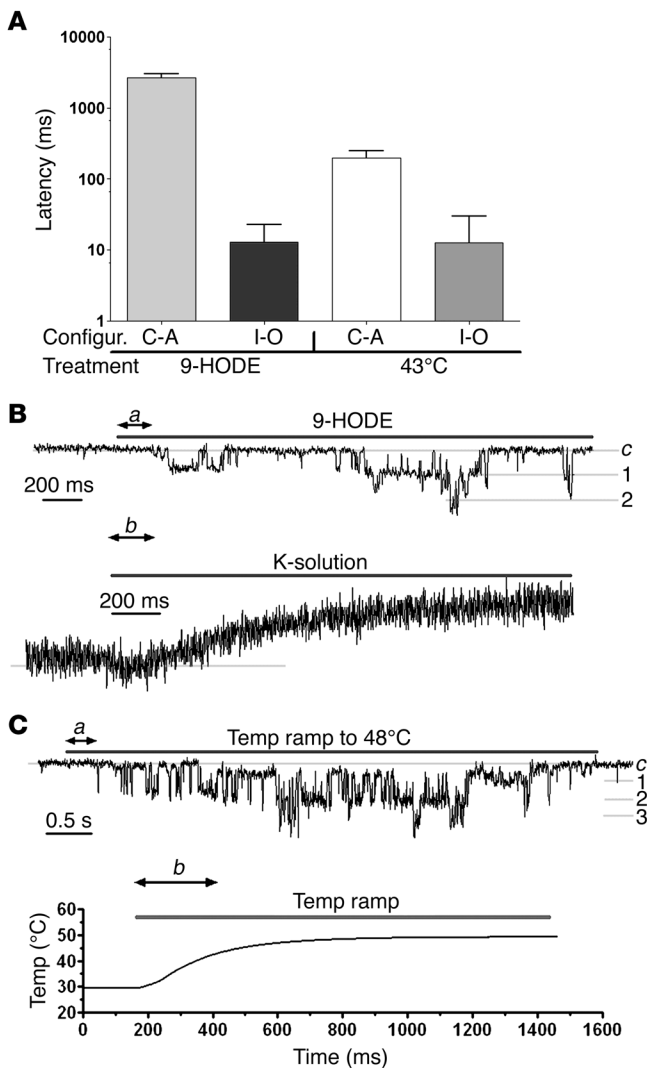 A
10000
1000
100
10
1
Latency (ms)
Configur. C-A I-O C-A I-O
Treatment 9-HODE 43°C
B
a
9-HODE
c
1
2
200 ms
b
K-solution
200 ms
C
a
Temp ramp to 48°C
c
1
2
3
0.5 s
b
Temp ramp
60
50
40
30
20
Temp (°C)
0 200 400 600 800 1000 1200 1400 1600
Time (ms)